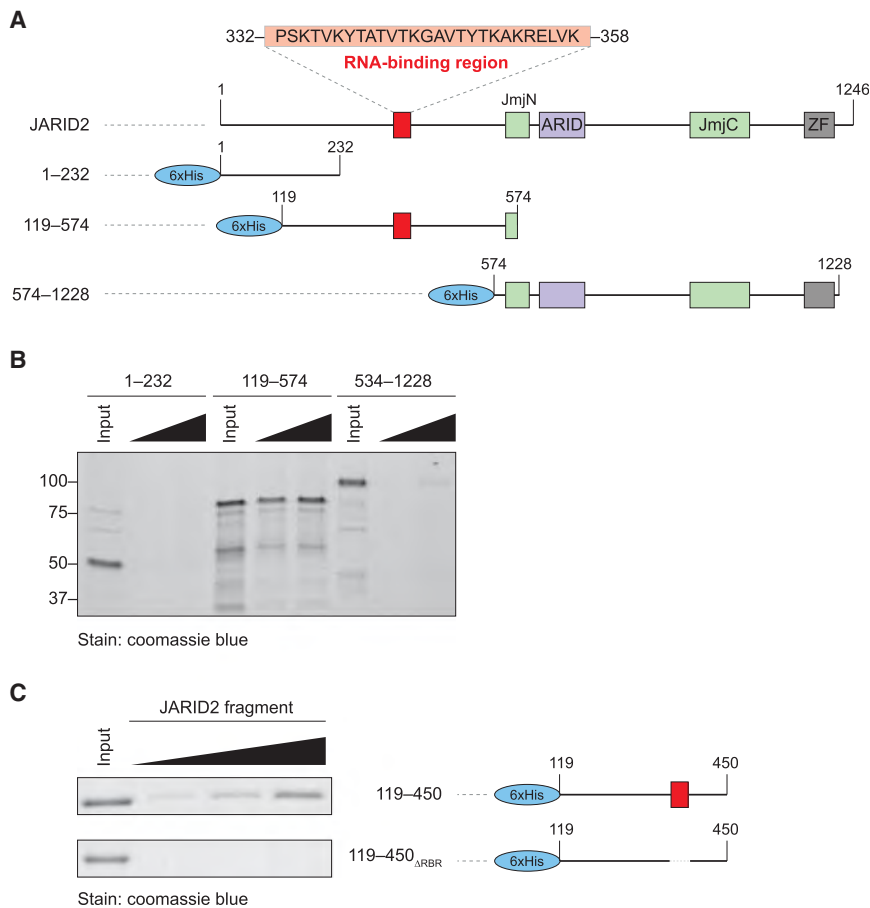 A
332– PSKTVKYTATVTKGAVTYTKAKRELVK –358
RNA-binding region
1 JmjN 1246
JARID2 ARID JmjC ZF
1 232
1–232 6xHis
119 574
119–574 6xHis
574 1228
574–1228 6xHis
B
1–232 119–574 534–1228
Input Input Input
100
75
50
37
Stain: coomassie blue
C
JARID2 fragment
Input
119 450
119–450 6xHis
119 450
119–450ΔRBR 6xHis
Stain: coomassie blue